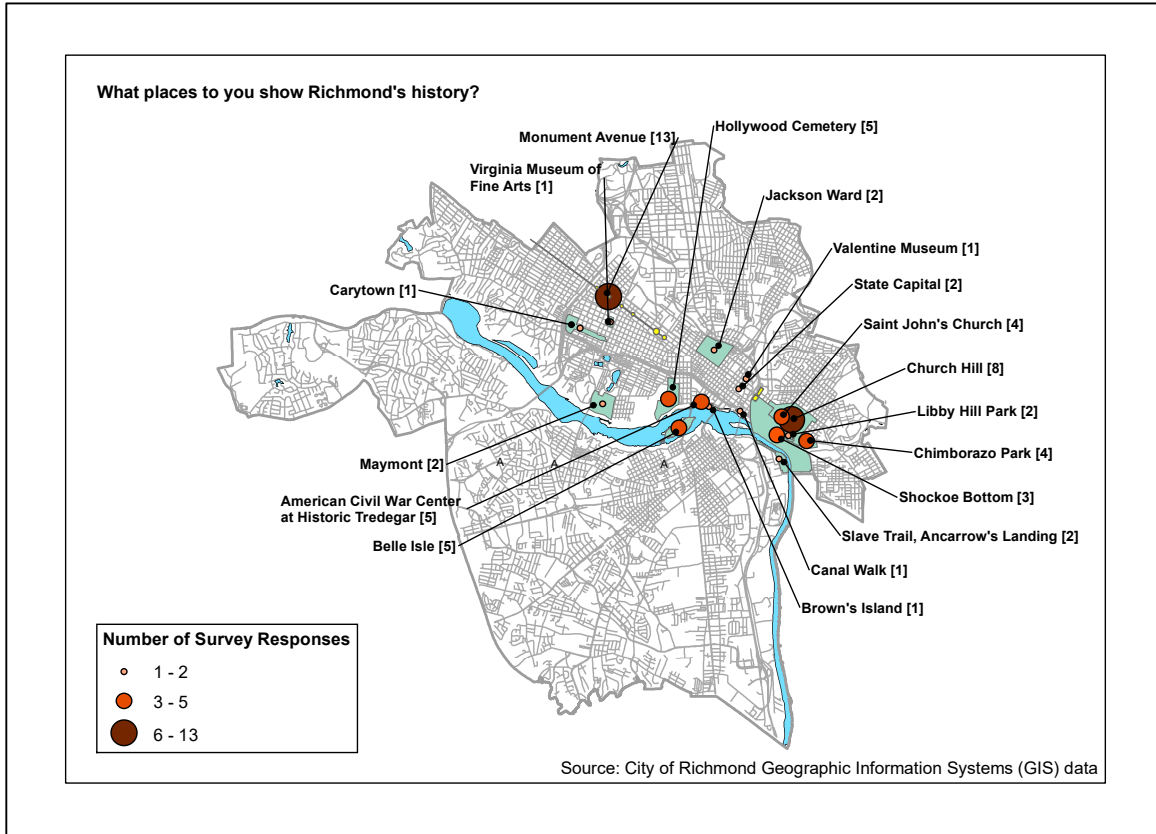 What places to you show Richmond's history?
Hollywood Cemetery [5]
Monument Avenue [13]
Virginia Museum of
Fine Arts [1]
Jackson Ward [2]
Valentine Museum [1]
State Capital [2]
Carytown [1]
Saint John's Church [4]
Church Hill [8]
Libby Hill Park [2]
Chimborazo Park [4]
Maymont [2]
A
A
A
American Civil War Center
at Historic Tredegar [5]
Shockoe Bottom [3]
Belle Isle [5]
Slave Trail, Ancarrow's Landing [2]
Canal Walk [1]
Brown's Island [1]
Number of Survey Responses
1 - 2
3 - 5
6 - 13
Source: City of Richmond Geographic Information Systems (GIS) data